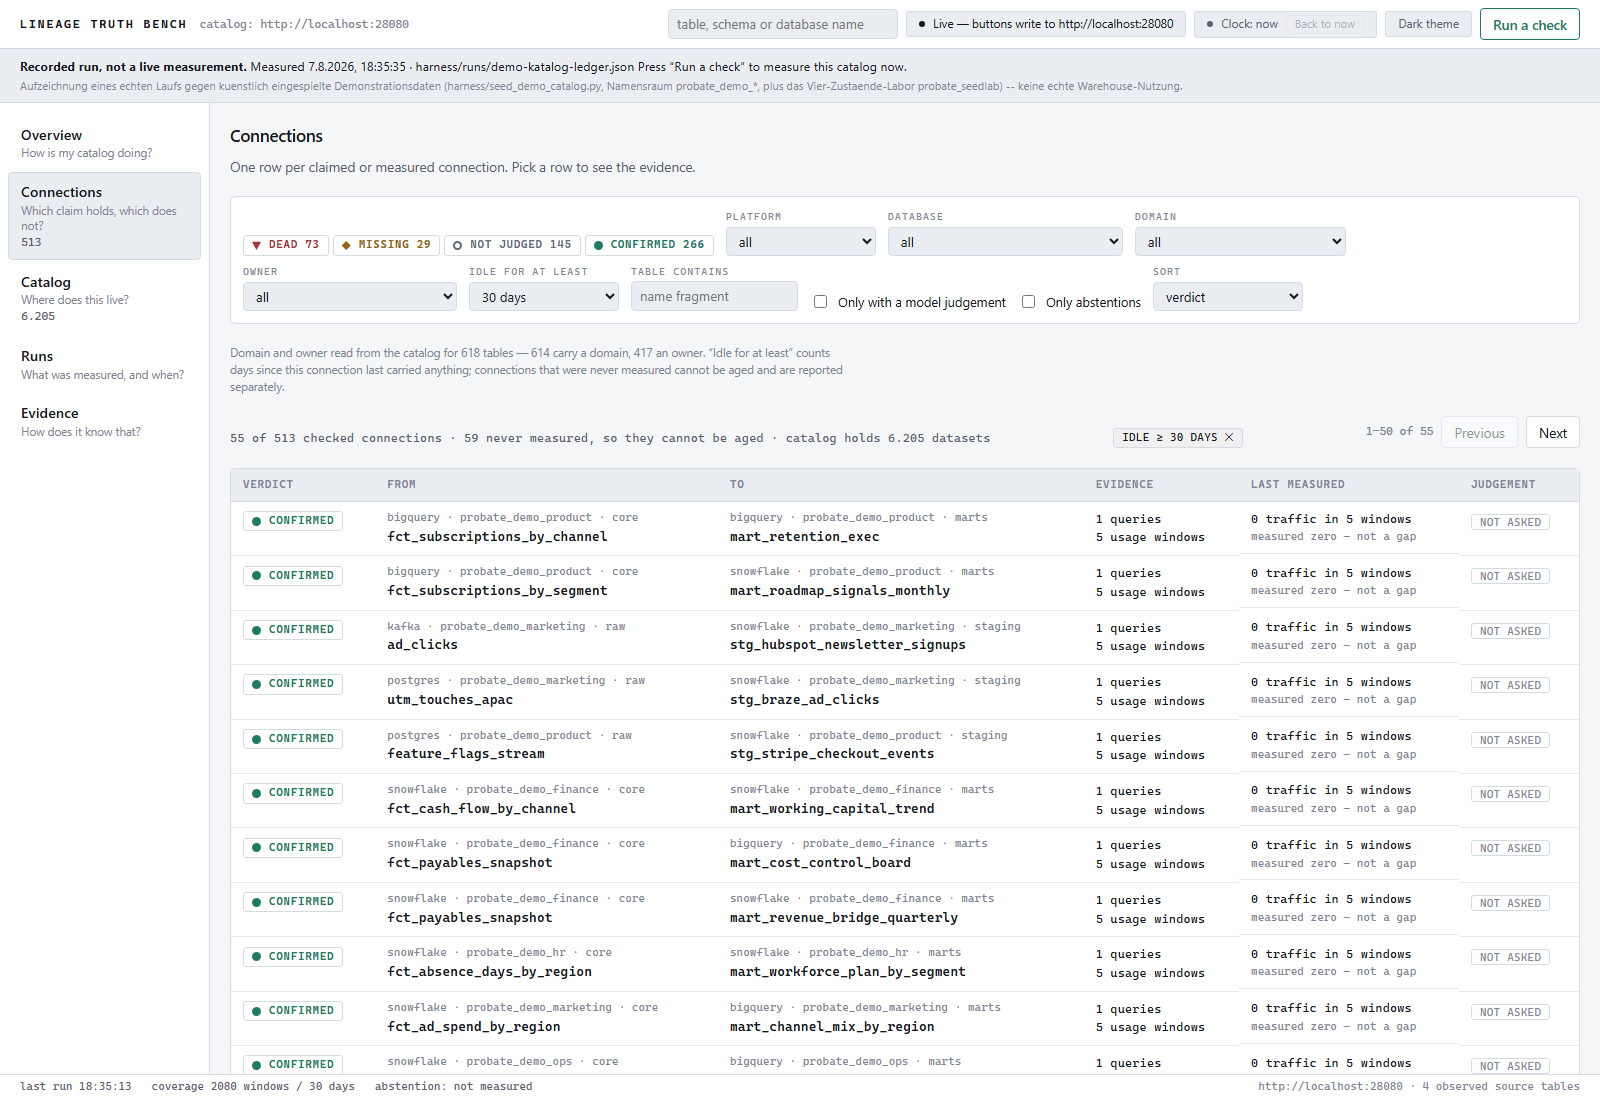 LINEAGE TRUTH BENCH catalog: http://localhost:28080
table, schema or database name
Live — buttons write to http://localhost:28080
Clock: now Back to now
Dark theme
Run a check
Recorded run, not a live measurement. Measured 7.8.2026, 18:35:35 · harness/runs/demo-katalog-ledger.json Press “Run a check” to measure this catalog now.
Aufzeichnung eines echten Laufs gegen kuenstlich eingespielte Demonstrationsdaten (harness/seed_demo_catalog.py, Namensraum probate_demo_*, plus das Vier-Zustaende-Labor probate_seedlab) -- keine echte Warehouse-Nutzung.
Overview
How is my catalog doing?
Connections
Which claim holds, which does
not?
513
Catalog
Where does this live?
6.205
Runs
What was measured, and when?
Evidence
How does it know that?
Connections
One row per claimed or measured connection. Pick a row to see the evidence.
PLATFORM DATABASE DOMAIN
DEAD 73 MISSING 29 NOT JUDGED 145 CONFIRMED 266 all all all
OWNER IDLE FOR AT LEAST TABLE CONTAINS SORT
all 30 days name fragment Only with a model judgement Only abstentions verdict
Domain and owner read from the catalog for 618 tables — 614 carry a domain, 417 an owner. “Idle for at least” counts
days since this connection last carried anything; connections that were never measured cannot be aged and are reported
separately.
55 of 513 checked connections · 59 never measured, so they cannot be aged · catalog holds 6.205 datasets IDLE ≥ 30 DAYS × 1–50 of 55 Previous Next
VERDICT FROM TO EVIDENCE LAST MEASURED JUDGEMENT
CONFIRMED bigquery · probate_demo_product · core bigquery · probate_demo_product · marts 1 queries 0 traffic in 5 windows NOT ASKED
fct_subscriptions_by_channel mart_retention_exec 5 usage windows measured zero — not a gap
CONFIRMED bigquery · probate_demo_product · core snowflake · probate_demo_product · marts 1 queries 0 traffic in 5 windows NOT ASKED
fct_subscriptions_by_segment mart_roadmap_signals_monthly 5 usage windows measured zero — not a gap
CONFIRMED kafka · probate_demo_marketing · raw snowflake · probate_demo_marketing · staging 1 queries 0 traffic in 5 windows NOT ASKED
ad_clicks stg_hubspot_newsletter_signups 5 usage windows measured zero — not a gap
CONFIRMED postgres · probate_demo_marketing · raw snowflake · probate_demo_marketing · staging 1 queries 0 traffic in 5 windows NOT ASKED
utm_touches_apac stg_braze_ad_clicks 5 usage windows measured zero — not a gap
CONFIRMED postgres · probate_demo_product · raw snowflake · probate_demo_product · staging 1 queries 0 traffic in 5 windows NOT ASKED
feature_flags_stream stg_stripe_checkout_events 5 usage windows measured zero — not a gap
CONFIRMED snowflake · probate_demo_finance · core snowflake · probate_demo_finance · marts 1 queries 0 traffic in 5 windows NOT ASKED
fct_cash_flow_by_channel mart_working_capital_trend 5 usage windows measured zero — not a gap
CONFIRMED snowflake · probate_demo_finance · core bigquery · probate_demo_finance · marts 1 queries 0 traffic in 5 windows NOT ASKED
fct_payables_snapshot mart_cost_control_board 5 usage windows measured zero — not a gap
CONFIRMED snowflake · probate_demo_finance · core snowflake · probate_demo_finance · marts 1 queries 0 traffic in 5 windows NOT ASKED
fct_payables_snapshot mart_revenue_bridge_quarterly 5 usage windows measured zero — not a gap
CONFIRMED snowflake · probate_demo_hr · core snowflake · probate_demo_hr · marts 1 queries 0 traffic in 5 windows NOT ASKED
fct_absence_days_by_region mart_workforce_plan_by_segment 5 usage windows measured zero — not a gap
CONFIRMED snowflake · probate_demo_marketing · core bigquery · probate_demo_marketing · marts 1 queries 0 traffic in 5 windows NOT ASKED
fct_ad_spend_by_region mart_channel_mix_by_region 5 usage windows measured zero — not a gap
CONFIRMED snowflake · probate_demo_ops · core bigquery · probate_demo_ops · marts 1 queries 0 traffic in 5 windows NOT ASKED
last run 18:35:13 coverage 2080 windows / 30 days abstention: not measured http://localhost:28080 · 4 observed source tables